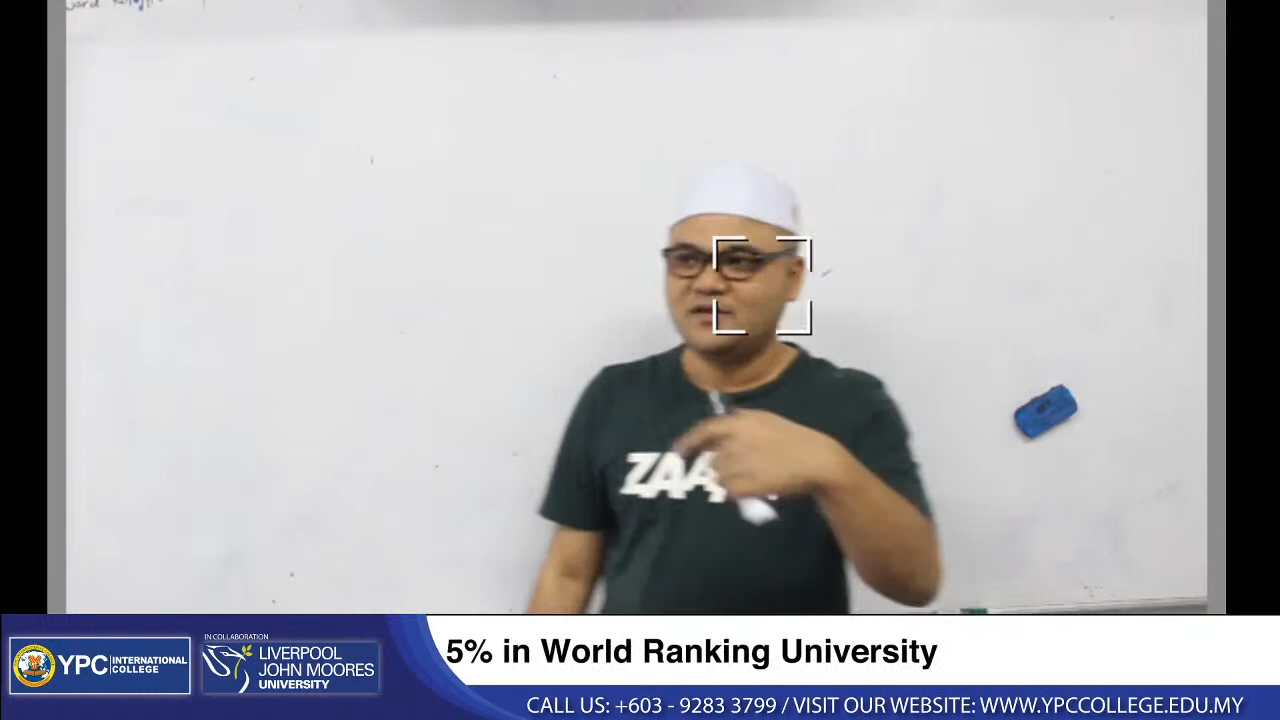 ZAA
YPC INTERNATIONAL COLLEGE
IN COLLABORATION
LIVERPOOL
JOHN MOORES
UNIVERSITY
5% in World Ranking University
CALL US: +603 - 9283 3799 / VISIT OUR WEBSITE: WWW.YPCCOLLEGE.EDU.MY